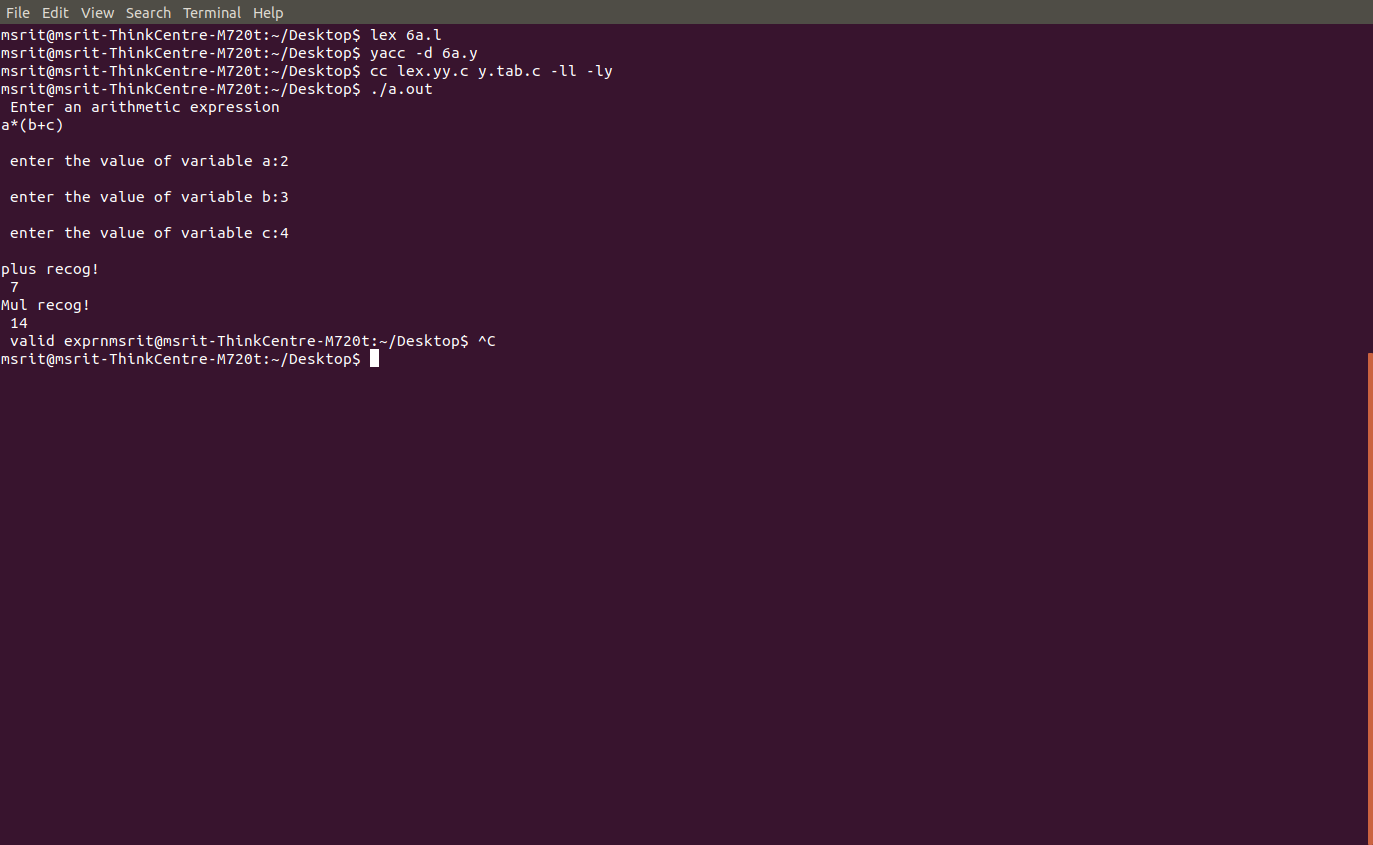 File Edit View Search Terminal Help
msrit@msrit-ThinkCentre-M720t:~/Desktop$ lex 6a.l
msrit@msrit-ThinkCentre-M720t:~/Desktop$ yacc -d 6a.y
msrit@msrit-ThinkCentre-M720t:~/Desktop$ cc lex.yy.c y.tab.c -ll -ly
msrit@msrit-ThinkCentre-M720t:~/Desktop$ ./a.out
 Enter an arithmetic expression
a*(b+c)
 enter the value of variable a:2
 enter the value of variable b:3
 enter the value of variable c:4
plus recog!
 7
Mul recog!
 14
 valid exprnmsrit@msrit-ThinkCentre-M720t:~/Desktop$ ^C
msrit@msrit-ThinkCentre-M720t:~/Desktop$